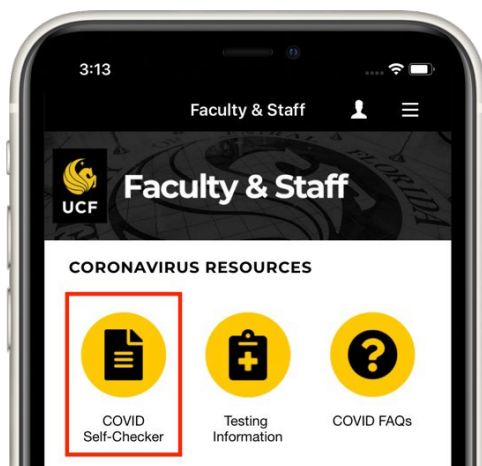 3:13
Faculty & Staff
UCF
Faculty & Staff
CORONAVIRUS RESOURCES
COVID
Self-Checker
Testing
Information
COVID FAQs